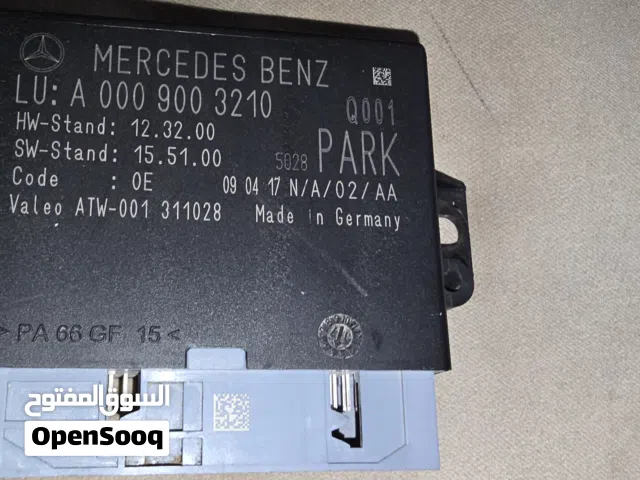 MERCEDES BENZ
LU: A 000 900 3210
Q001
HW-Stand: 12.32.00
SW-Stand: 15.51.00
5028 PARK
Code : 0E 09 04 17 N/A/02/AA
Valeo ATW-001 311028 Made in Germany
> PA 66 GF 15 <
السوق المفتوح
OpenSooq